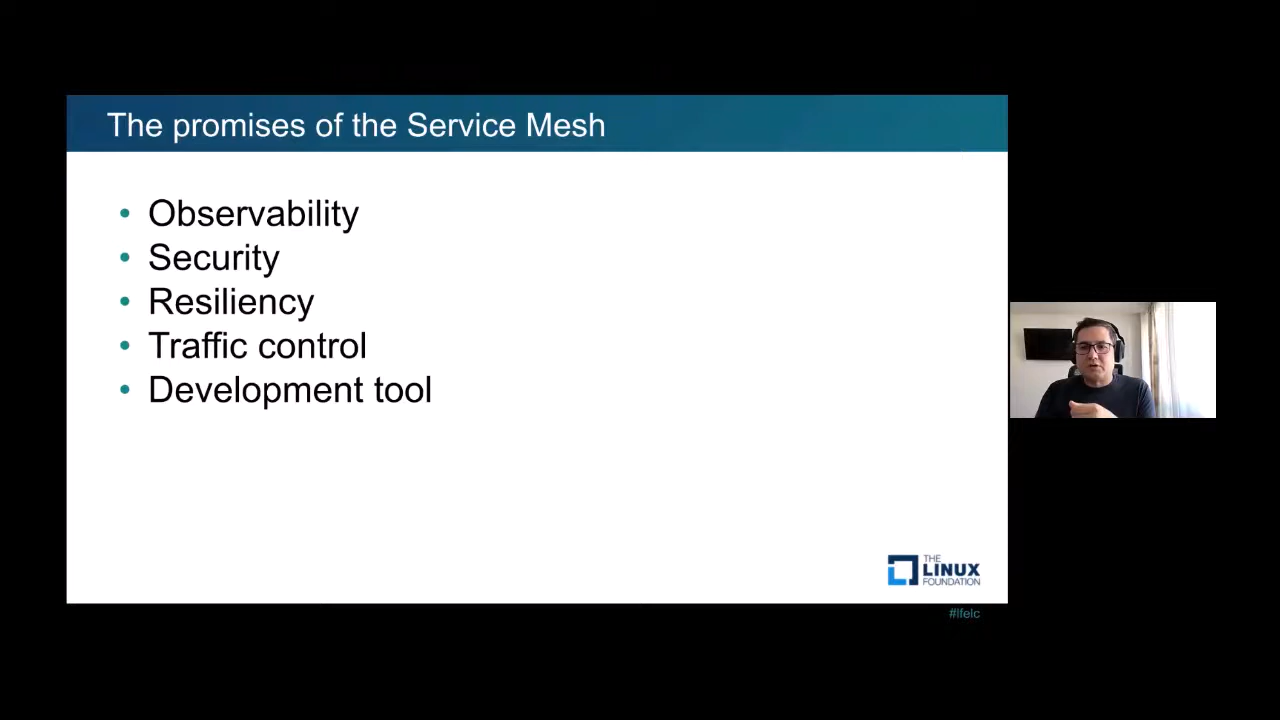 The promises of the Service Mesh
• Observability
• Security
• Resiliency
• Traffic control
• Development tool
THE
LINUX
FOUNDATION
#lfelc